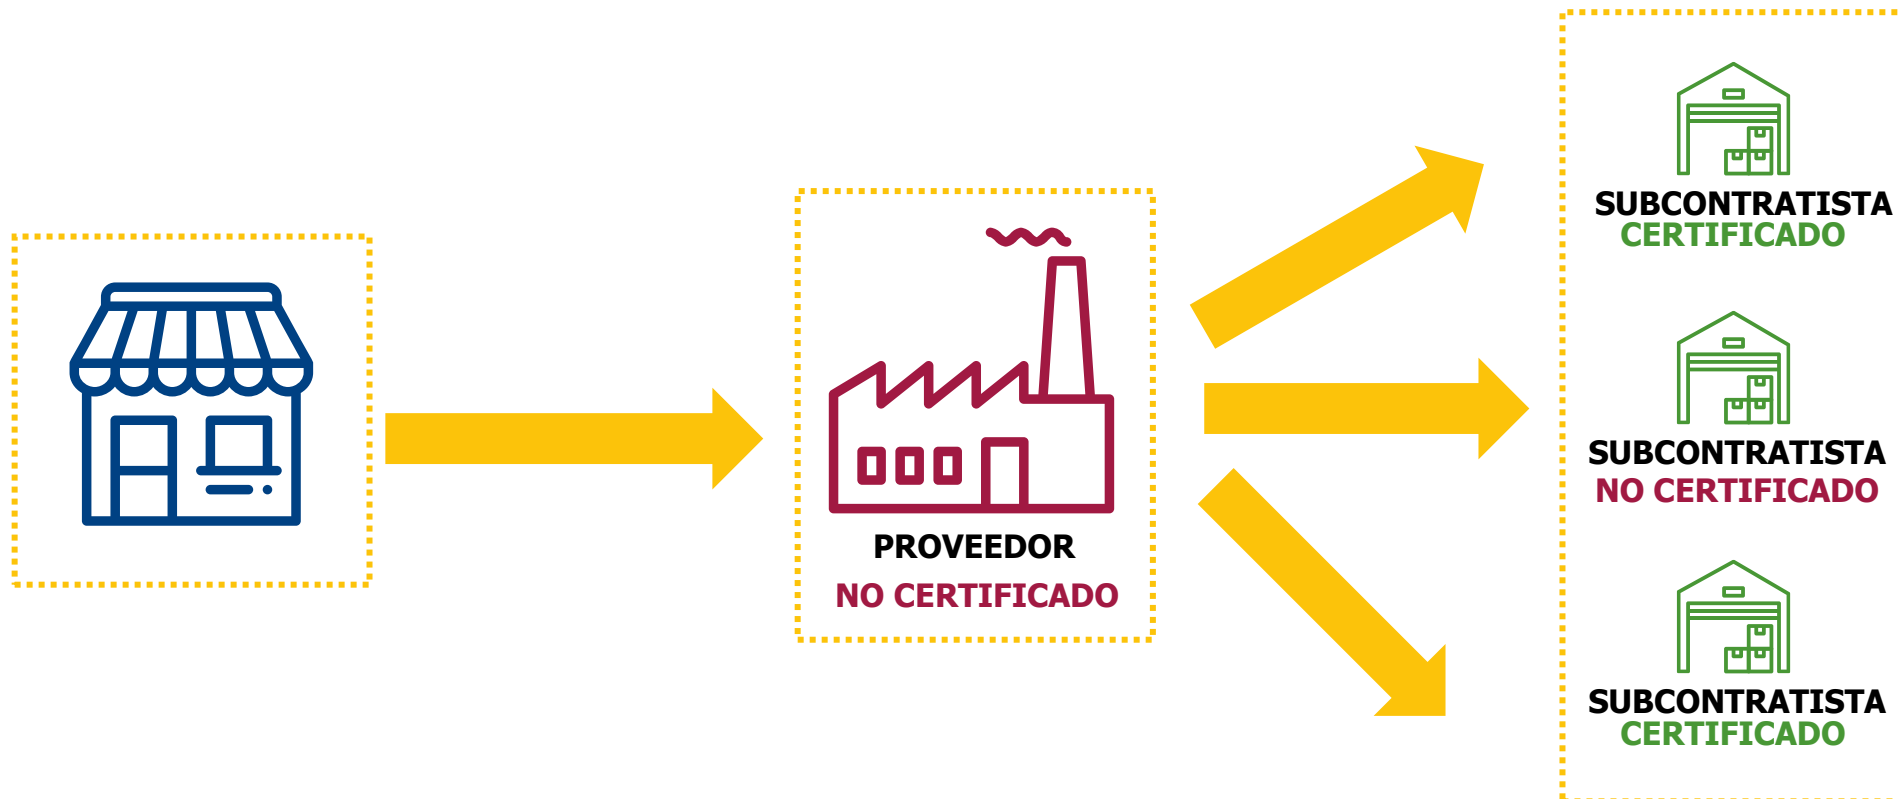 SUBCONTRATISTA
CERTIFICADO
SUBCONTRATISTA
NO CERTIFICADO
PROVEEDOR
NO CERTIFICADO
SUBCONTRATISTA
CERTIFICADO